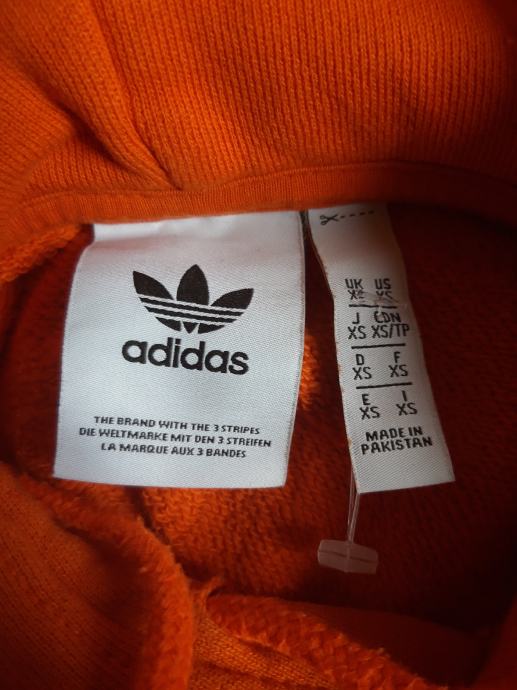 adidas
THE BRAND WITH THE 3 STRIPES
DIE WELTMARKE MIT DEN 3 STREIFEN
LA MARQUE AUX 3 BANDES
UK US
XS XS
J CDN
XS XS/TP
D F
XS XS
E I
XS XS
MADE IN
PAKISTAN